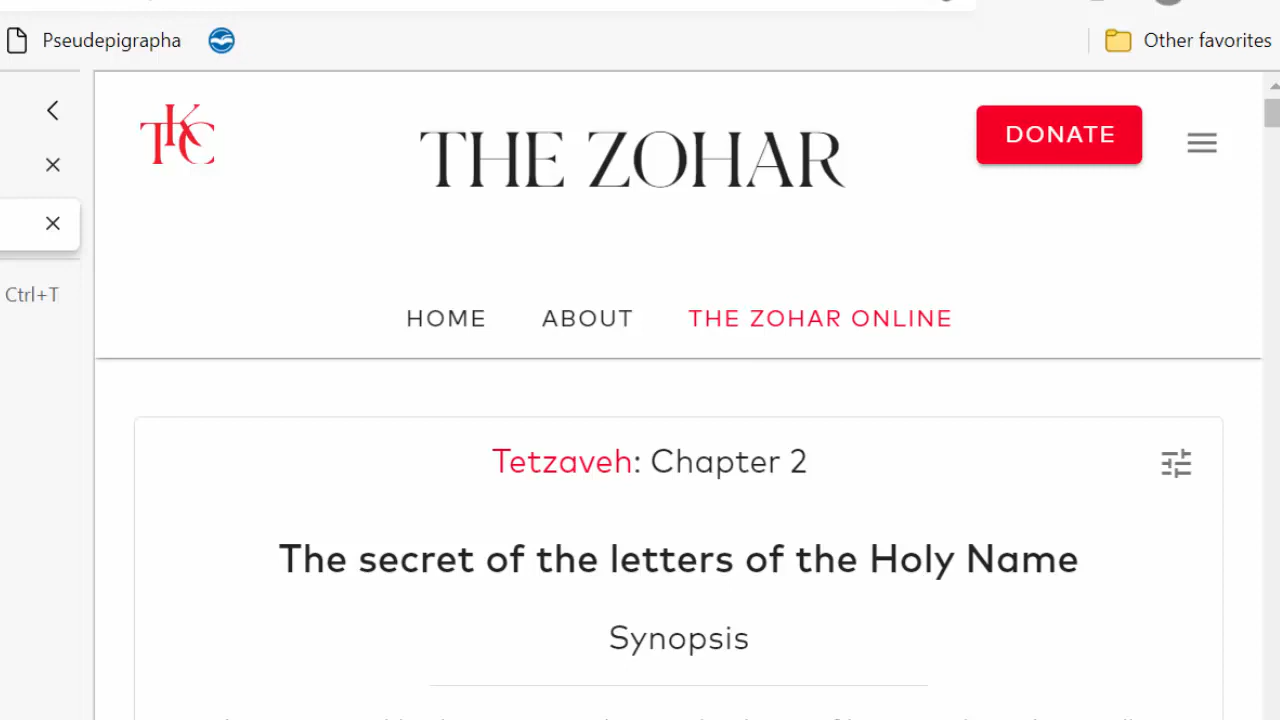 Pseudepigrapha
Other favorites
TKC
THE ZOHAR
DONATE
Ctrl+T
HOME ABOUT THE ZOHAR ONLINE
Tetzaveh: Chapter 2
The secret of the letters of the Holy Name
Synopsis